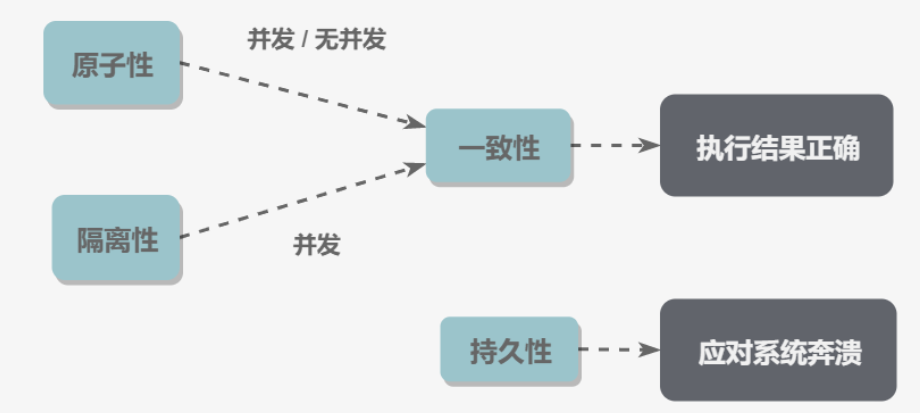 并发 / 无并发
原子性
一致性
执行结果正确
隔离性
并发
持久性
应对系统奔溃